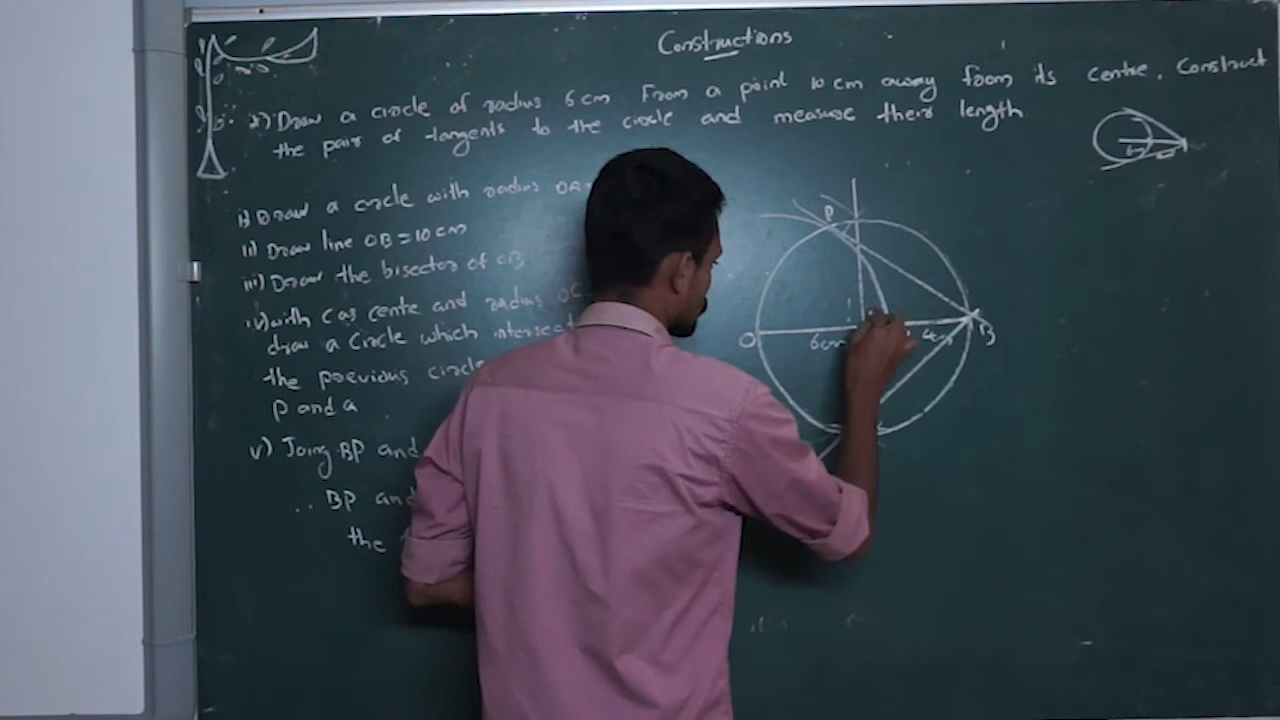 Constructions
2) Draw a circle of radius 6 cm From a point 10 cm away from its centre. Construct
the pair of tangents to the circle and measure their length
i) Draw a circle with radius OA
ii) Draw line OB = 10 cm
iii) Draw the bisector of OB
iv) with C as centre and radius OC
draw a Circle which intersect
the previous circle
P and Q
v) Joing BP and
∴ BP and
the
P
O
6cm
4cm
B